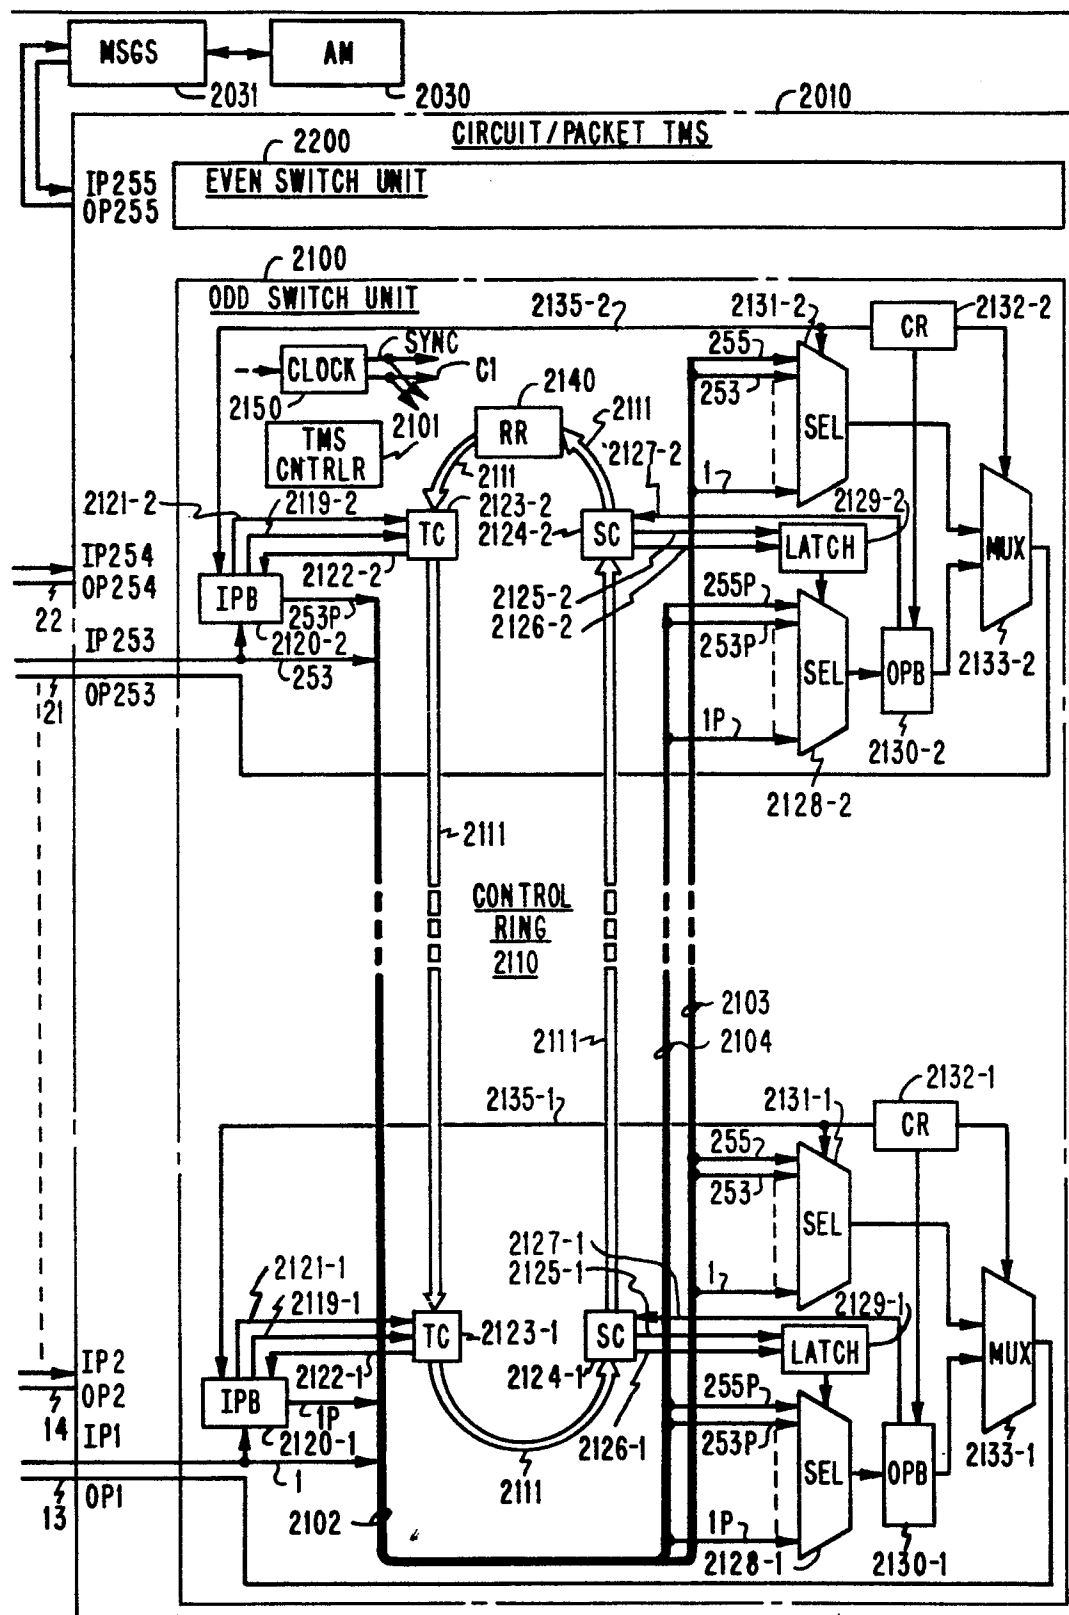 MSGS
AM
2031
2030
2010
CIRCUIT/PACKET TMS
2200
EVEN SWITCH UNIT
IP255
OP255
2100
ODD SWITCH UNIT
2135-2
2131-2
2132-2
CR
SYNC
CLOCK
C1
2150
255
253
2140
RR
2111
2101
TMS
CNTRLR
SEL
2127-2
2111
1
2121-2
2119-2
2123-2
2124-2
TC
SC
2129-2
LATCH
MUX
IP254
OP254
22
2122-2
IPB
253P
2120-2
2125-2
2126-2
255P
253P
IP253
253
OP253
21
SEL
OPB
2133-2
1P
2130-2
2128-2
2111
CONTROL
RING
2110
2103
2104
2111
2135-1
2131-1
2132-1
CR
255
253
SEL
2127-1
2125-1
1
2121-1
2119-1
2129-1
TC
2123-1
SC
LATCH
MUX
IP2
OP2
14
2122-1
2124-1
IPB
1P
2120-1
2126-1
255P
253P
IP1
1
OP1
13
2111
SEL
OPB
2133-1
2102
1P
2128-1
2130-1